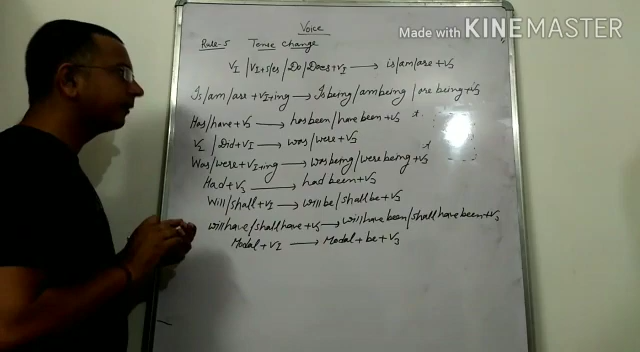 Made with KINEMASTER
Voice
Rule-5 Tense change
V1 / V1+s/es / Do / Does+V1 → is/am/are + V3
Is/am/are + V1+ing → Is being / am being / are being + V3
Has/have + V3 → has been / have been + V3
V2 / Did + V1 → was/were + V3
Was/were + V1+ing → was being / were being + V3
Had + V3 → had been + V3
Will/shall + V1 → will be / shall be + V3
will have / shall have + V3 → will have been / shall have been + V3
Modal + V1 → Modal + be + V3